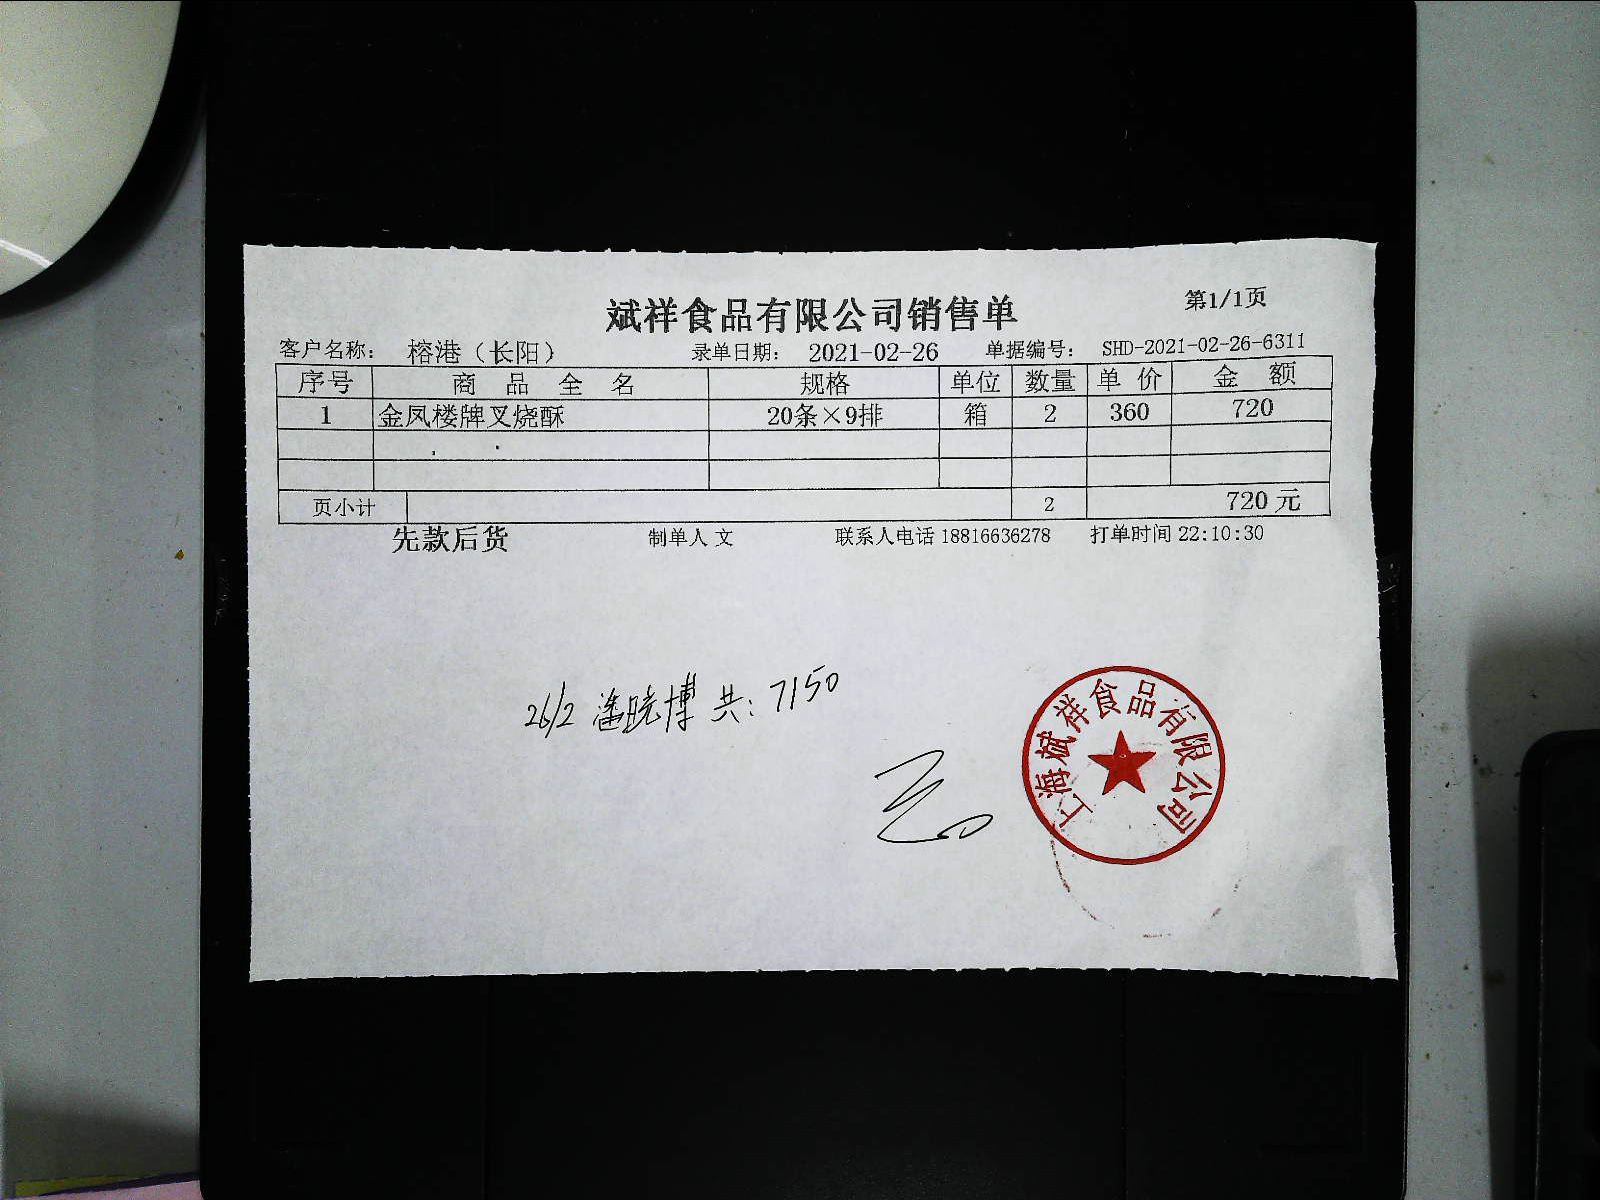 斌祥食品有限公司销售单
第1/1页
客户名称： 榕港（长阳） 录单日期： 2021-02-26 单据编号： SHD-2021-02-26-6311
序号 商品全名 规格 单位 数量 单价 金额
1 金凤楼牌叉烧酥 20条×9排 箱 2 360 720
页小计 2 720元
先款后货 制单人 文 联系人电话 18816636278 打单时间 22:10:30
26/2 潘晓博 共：7150
上海斌祥食品有限公司